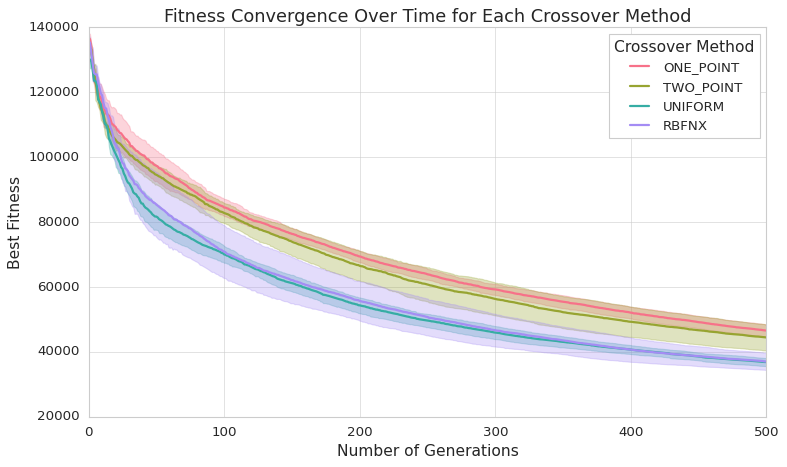 Fitness Convergence Over Time for Each Crossover Method
140000
120000
100000
80000
60000
40000
20000
Best Fitness
Crossover Method
ONE_POINT
TWO_POINT
UNIFORM
RBFNX
0 100 200 300 400 500
Number of Generations